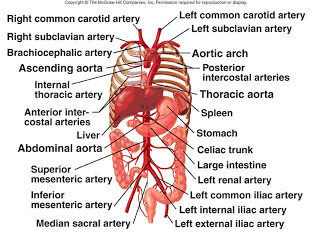 Copyright © The McGraw-Hill Companies, Inc. Permission required for reproduction or display.
Right common carotid artery
Right subclavian artery
Brachiocephalic artery
Ascending aorta
Internal
thoracic artery
Anterior inter-
costal arteries
Liver
Abdominal aorta
Superior
mesenteric artery
Inferior
mesenteric artery
Median sacral artery
Left common carotid artery
Left subclavian artery
Aortic arch
Posterior
intercostal arteries
Thoracic aorta
Spleen
Stomach
Celiac trunk
Large intestine
Left renal artery
Left common iliac artery
Left internal iliac artery
Left external iliac artery